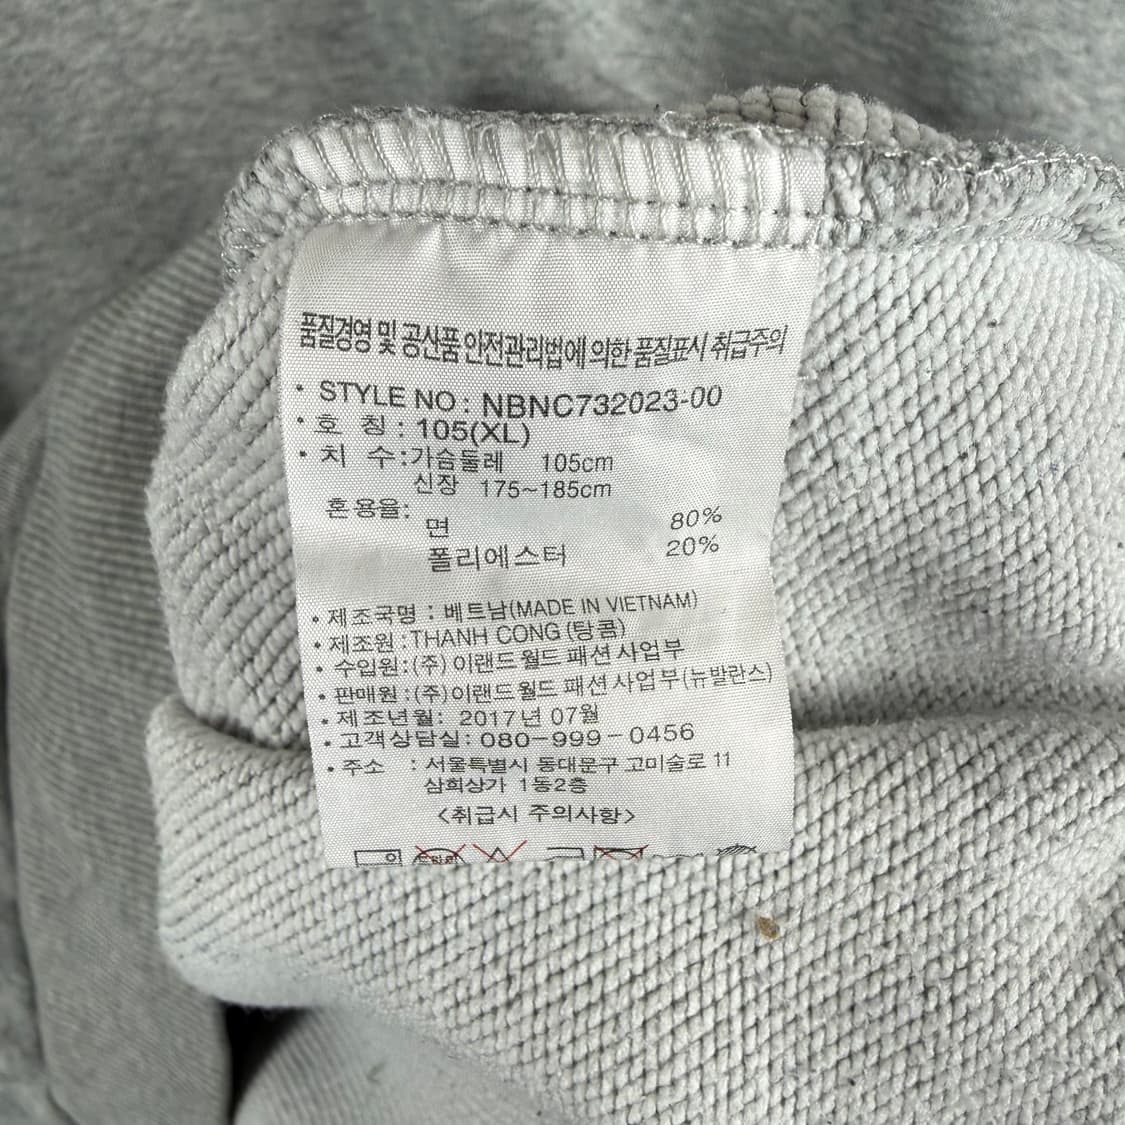 품질경영 및 공산품 안전관리법에 의한 품질표시 취급주의
• STYLE NO : NBNC732023-00
• 호 칭 : 105(XL)
• 치 수 : 가슴둘레 105cm
신장 175~185cm
혼용율:
면 80%
폴리에스터 20%
• 제조국명 : 베트남(MADE IN VIETNAM)
• 제조원 : THANH CONG (탕콤)
• 수입원 : (주) 이랜드월드 패션사업부
• 판매원 : (주)이랜드월드 패션사업부(뉴발란스)
• 제조년월: 2017년 07월
• 고객상담실: 080-999-0456
• 주소 : 서울특별시 동대문구 고미술로 11
삼희상가 1동2층
<취급시 주의사항>